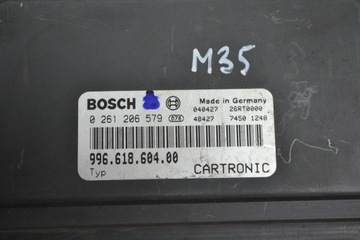 M35
BOSCH
Made in Germany
040427 26RT0000
0 261 206 579 S78 48427 7450 1248
996.618.604.00
Typ CARTRONIC